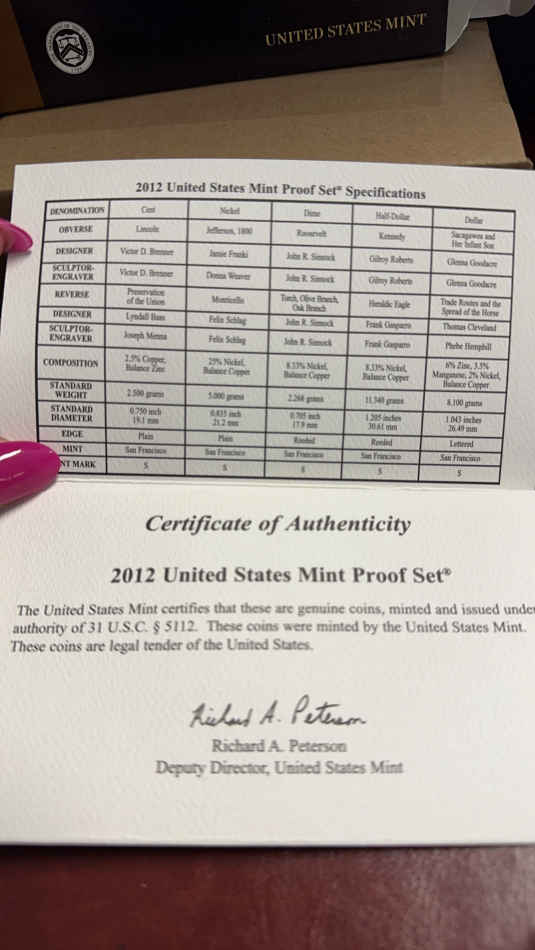 UNITED STATES MINT
2012 United States Mint Proof Set® Specifications
DENOMINATION Cent Nickel Dime Half-Dollar Dollar
OBVERSE Lincoln Jefferson, 1800 Roosevelt Kennedy Sacagawea and
Her Infant Son
DESIGNER Victor D. Brenner Jamie Franki John R. Sinnock Gilroy Roberts Glenna Goodacre
SCULPTOR-
ENGRAVER Victor D. Brenner Donna Weaver John R. Sinnock Gilroy Roberts Glenna Goodacre
REVERSE Preservation
of the Union Monticello Torch, Olive Branch,
Oak Branch Heraldic Eagle Trade Routes and the
Spread of the Horse
DESIGNER Lyndall Bass Felix Schlag John R. Sinnock Frank Gasparro Thomas Cleveland
SCULPTOR-
ENGRAVER Joseph Menna Felix Schlag John R. Sinnock Frank Gasparro Phebe Hemphill
COMPOSITION 2.5% Copper,
Balance Zinc 25% Nickel,
Balance Copper 8.33% Nickel,
Balance Copper 8.33% Nickel,
Balance Copper 6% Zinc, 3.5%
Manganese, 2% Nickel,
Balance Copper
STANDARD
WEIGHT 2.500 grams 5.000 grams 2.268 grams 11.340 grams 8.100 grams
STANDARD
DIAMETER 0.750 inch
19.1 mm 0.835 inch
21.2 mm 0.705 inch
17.9 mm 1.205 inches
30.61 mm 1.043 inches
26.49 mm
EDGE Plain Plain Reeded Reeded Lettered
MINT San Francisco San Francisco San Francisco San Francisco San Francisco
NT MARK S S S S S
Certificate of Authenticity
2012 United States Mint Proof Set®
The United States Mint certifies that these are genuine coins, minted and issued unde
authority of 31 U.S.C. § 5112. These coins were minted by the United States Mint.
These coins are legal tender of the United States.
Richard A. Peterson
Richard A. Peterson
Deputy Director, United States Mint